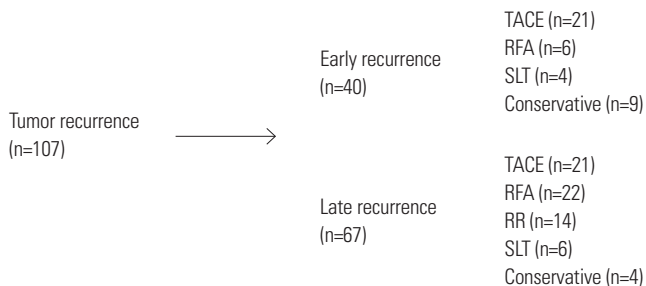 Tumor recurrence
(n=107)
Early recurrence
(n=40)
TACE (n=21)
RFA (n=6)
SLT (n=4)
Conservative (n=9)
Late recurrence
(n=67)
TACE (n=21)
RFA (n=22)
RR (n=14)
SLT (n=6)
Conservative (n=4)